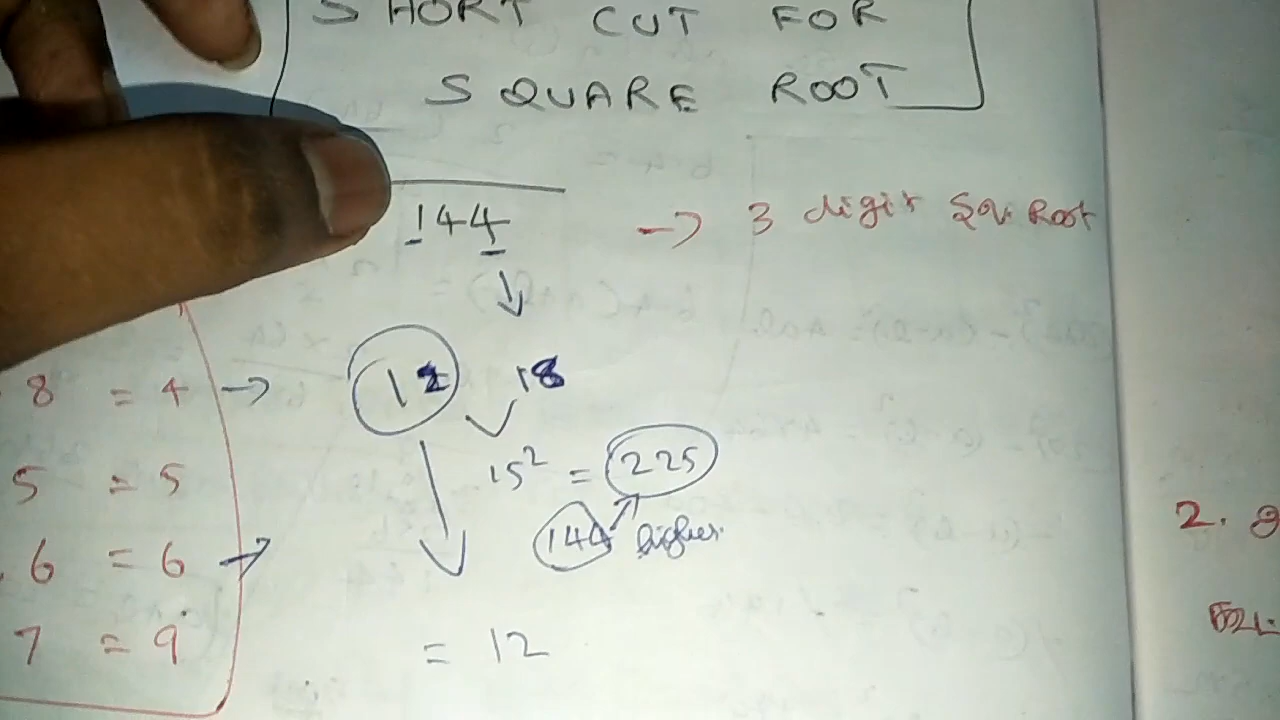 SHORT CUT FOR
SQUARE ROOT
144 → 3 digit Sqr. Root
8 = 4 →
12 18
15² = 225
5 = 5
144 higher
6 = 6 →
7 = 9
= 12
2.